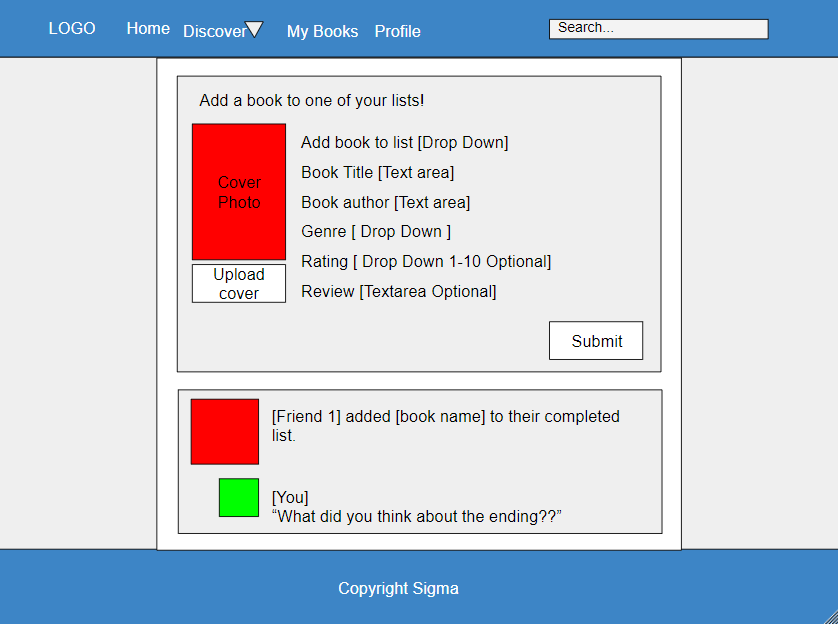 LOGO Home Discover My Books Profile Search...
Add a book to one of your lists!
Cover
Photo
Upload
cover
Add book to list [Drop Down]
Book Title [Text area]
Book author [Text area]
Genre [ Drop Down ]
Rating [ Drop Down 1-10 Optional]
Review [Textarea Optional]
Submit
[Friend 1] added [book name] to their completed
list.
[You]
“What did you think about the ending??”
Copyright Sigma